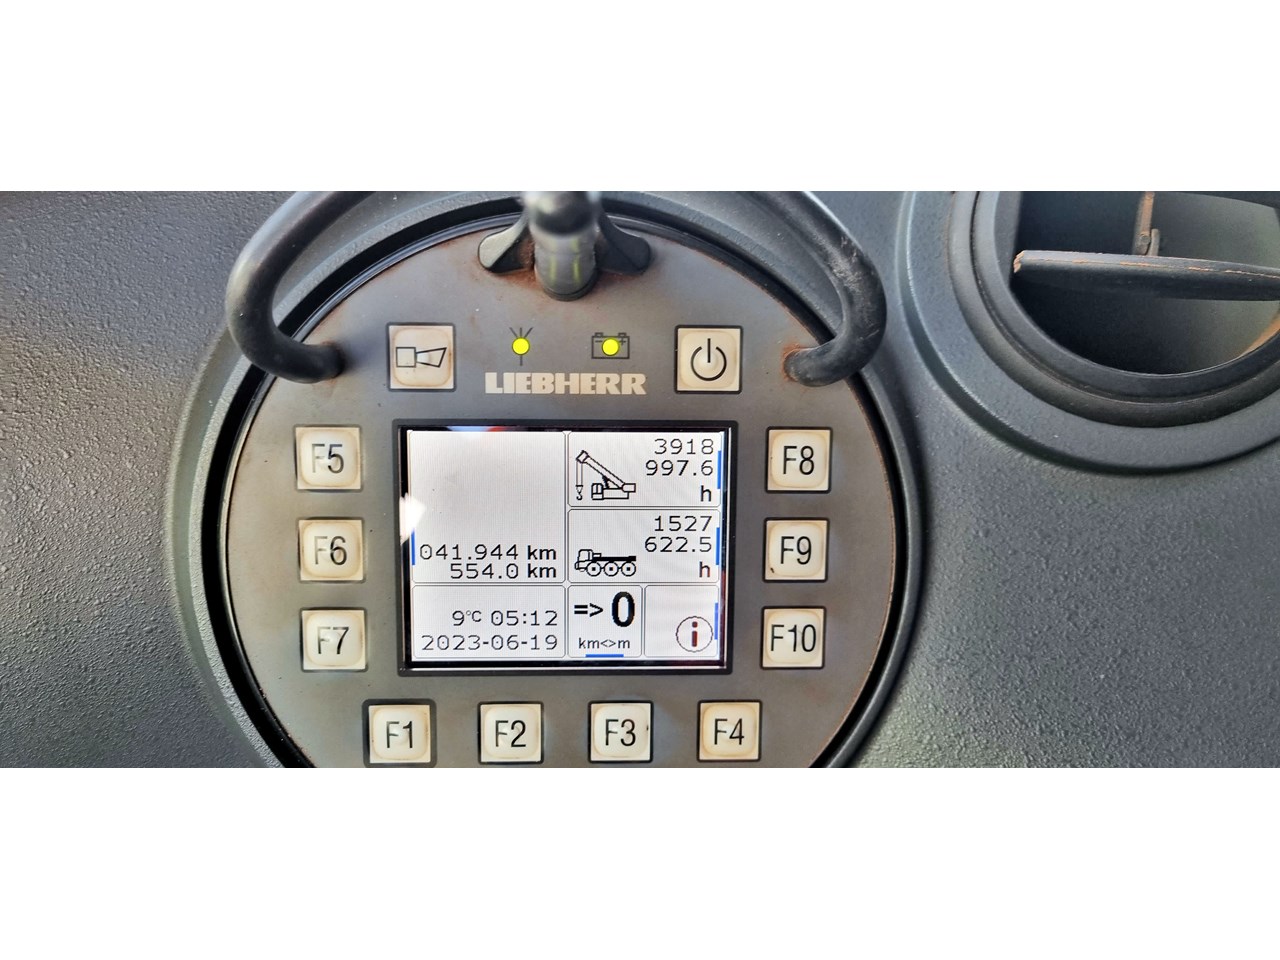 LIEBHERR
F5
F6
F7
041.944 km
554.0 km
9°C 05:12
2023-06-19
3918
997.6
h
1527
622.5
h
=> 0
km<>m
i
F8
F9
F10
F1 F2 F3 F4